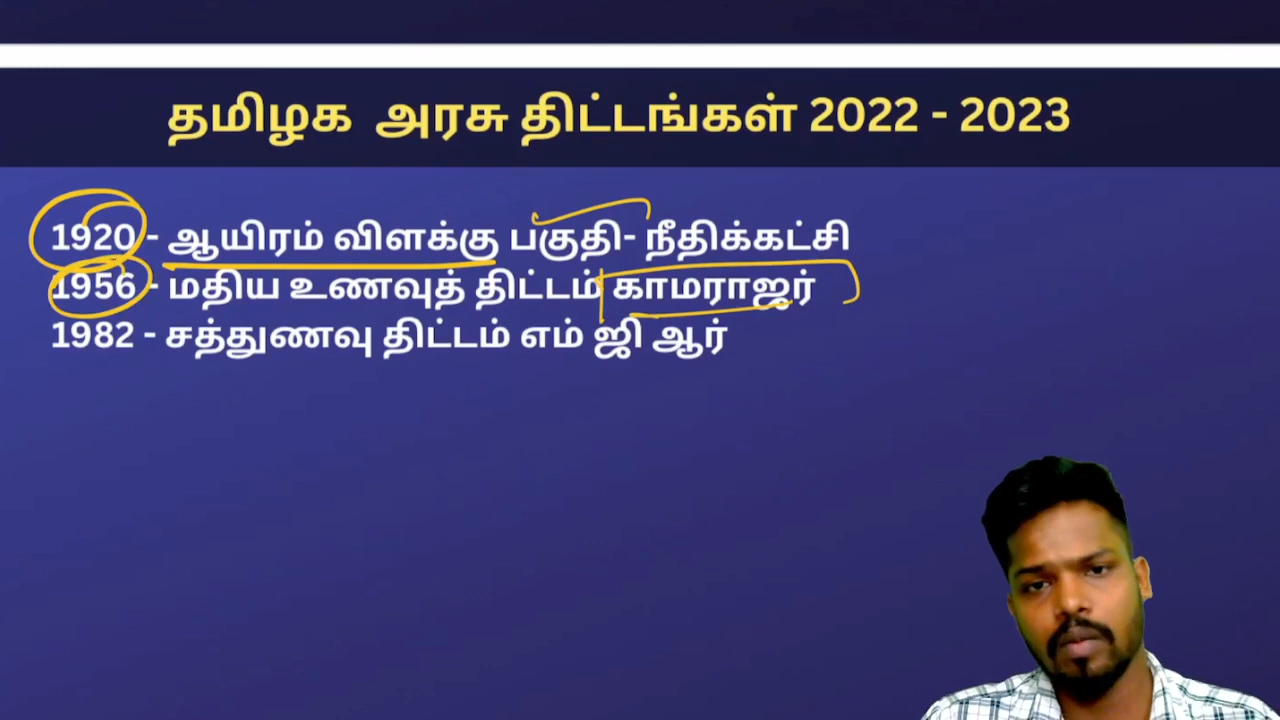 தமிழக அரசு திட்டங்கள் 2022 - 2023
1920 - ஆயிரம் விளக்கு பகுதி- நீதிக்கட்சி
1956 - மதிய உணவுத் திட்டம் காமராஜர்
1982 - சத்துணவு திட்டம் எம் ஜி ஆர்